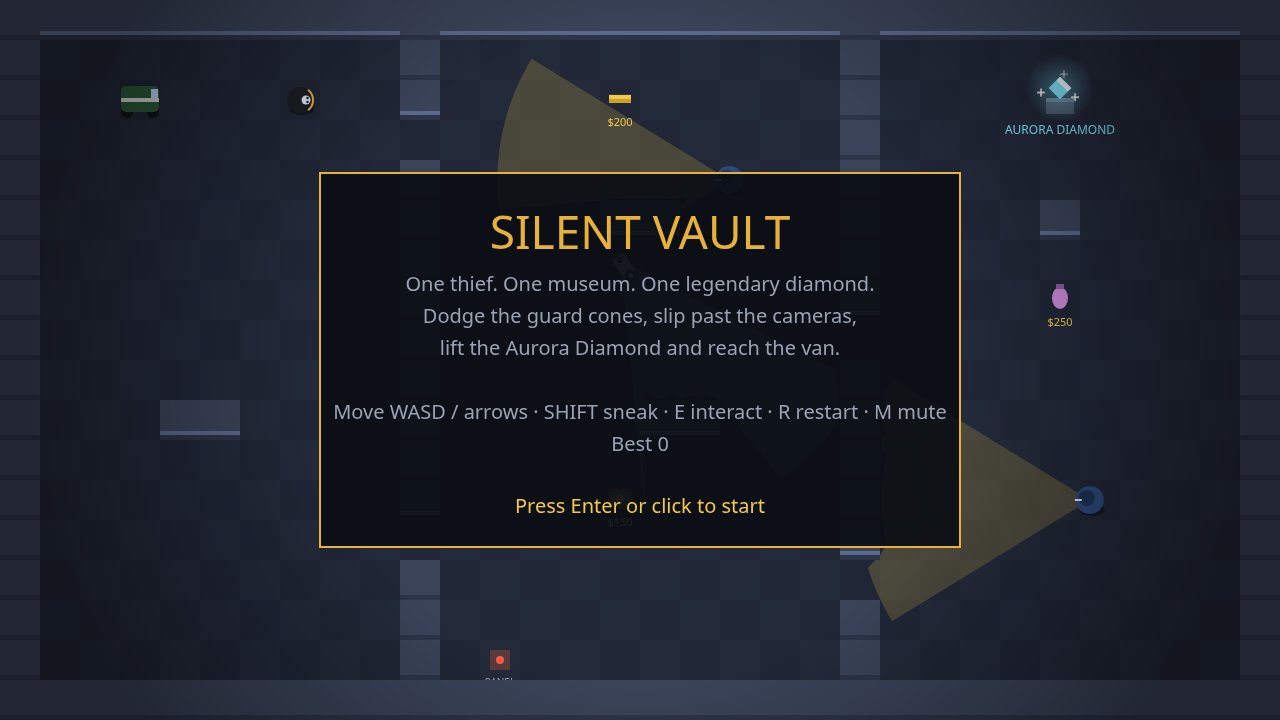 $200
AURORA DIAMOND
SILENT VAULT
One thief. One museum. One legendary diamond.
Dodge the guard cones, slip past the cameras,
lift the Aurora Diamond and reach the van.
$250
Move WASD / arrows · SHIFT sneak · E interact · R restart · M mute
Best 0
Press Enter or click to start
$150